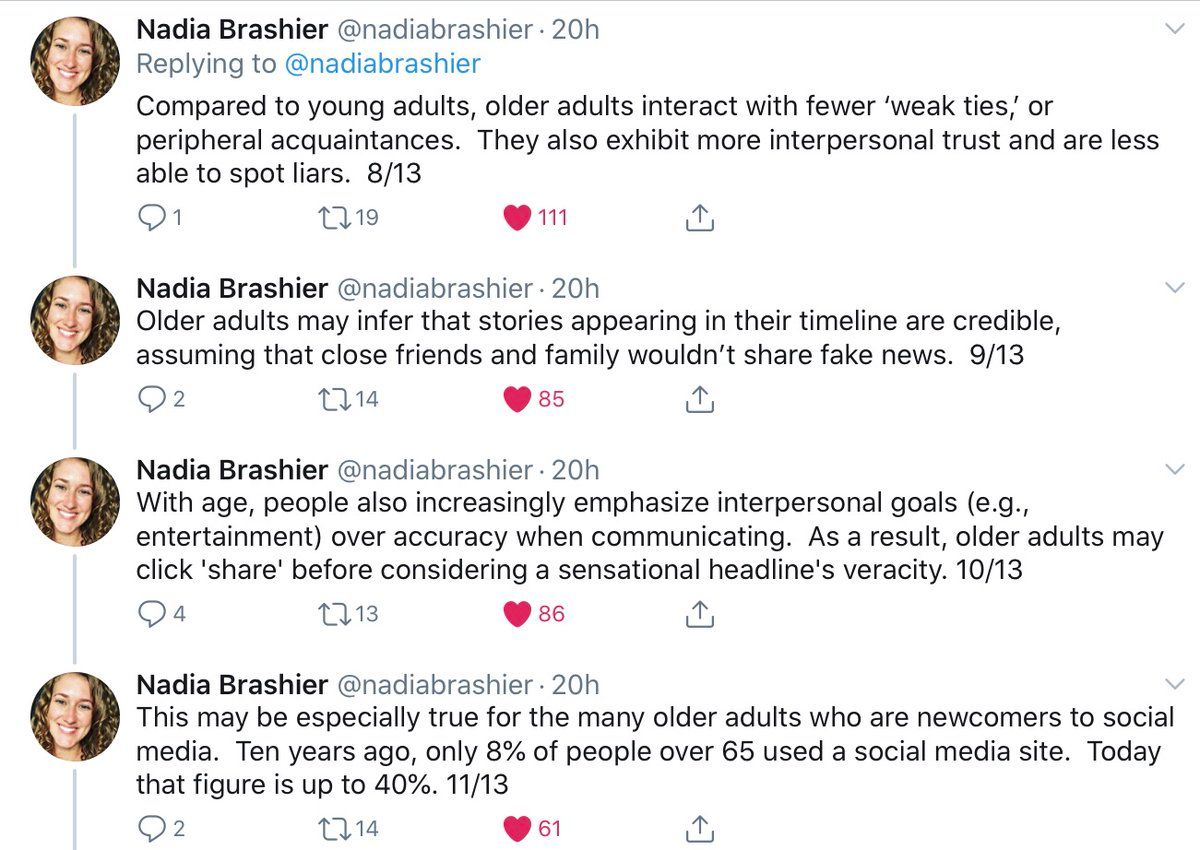 Nadia Brashier @nadiabrashier · 20h
Replying to @nadiabrashier
Compared to young adults, older adults interact with fewer ‘weak ties,’ or
peripheral acquaintances.  They also exhibit more interpersonal trust and are less
able to spot liars.  8/13
1 19 111
Nadia Brashier @nadiabrashier · 20h
Older adults may infer that stories appearing in their timeline are credible,
assuming that close friends and family wouldn’t share fake news.  9/13
2 14 85
Nadia Brashier @nadiabrashier · 20h
With age, people also increasingly emphasize interpersonal goals (e.g.,
entertainment) over accuracy when communicating.  As a result, older adults may
click 'share' before considering a sensational headline's veracity. 10/13
4 13 86
Nadia Brashier @nadiabrashier · 20h
This may be especially true for the many older adults who are newcomers to social
media.  Ten years ago, only 8% of people over 65 used a social media site.  Today
that figure is up to 40%. 11/13
2 14 61